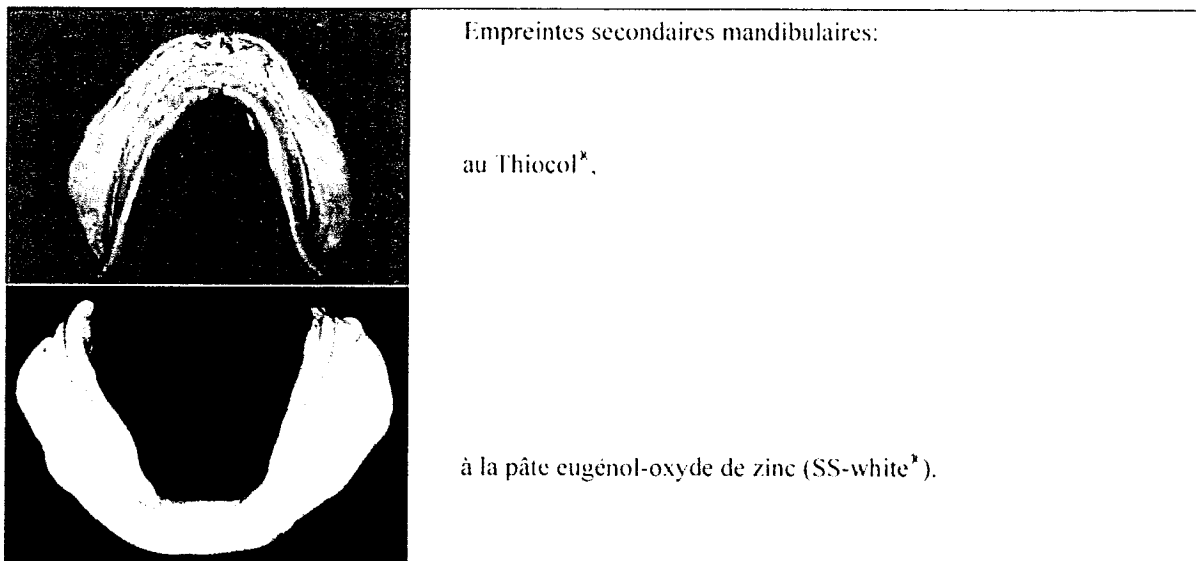 Empreintes secondaires mandibulaires:
au Thiocol*,
à la pâte eugénol-oxyde de zinc (SS-white*).